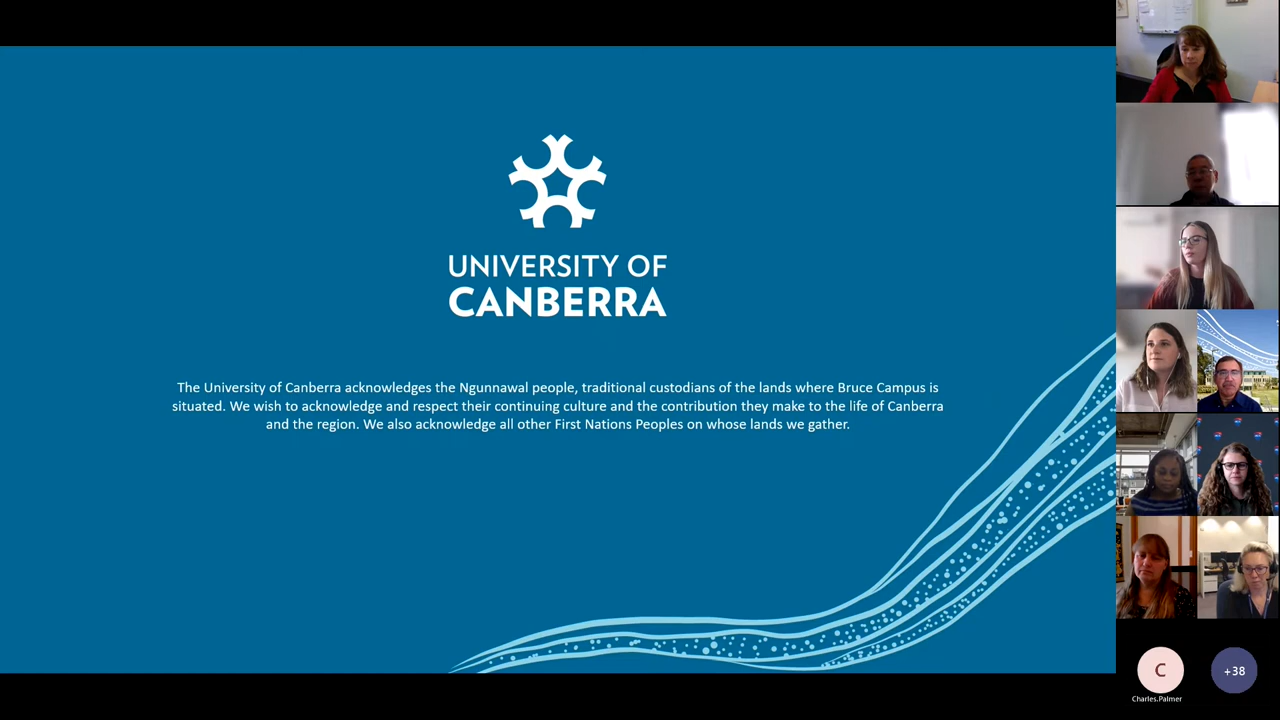 UNIVERSITY OF
CANBERRA
The University of Canberra acknowledges the Ngunnawal people, traditional custodians of the lands where Bruce Campus is
situated. We wish to acknowledge and respect their continuing culture and the contribution they make to the life of Canberra
and the region. We also acknowledge all other First Nations Peoples on whose lands we gather.
C
+38
Charles.Palmer